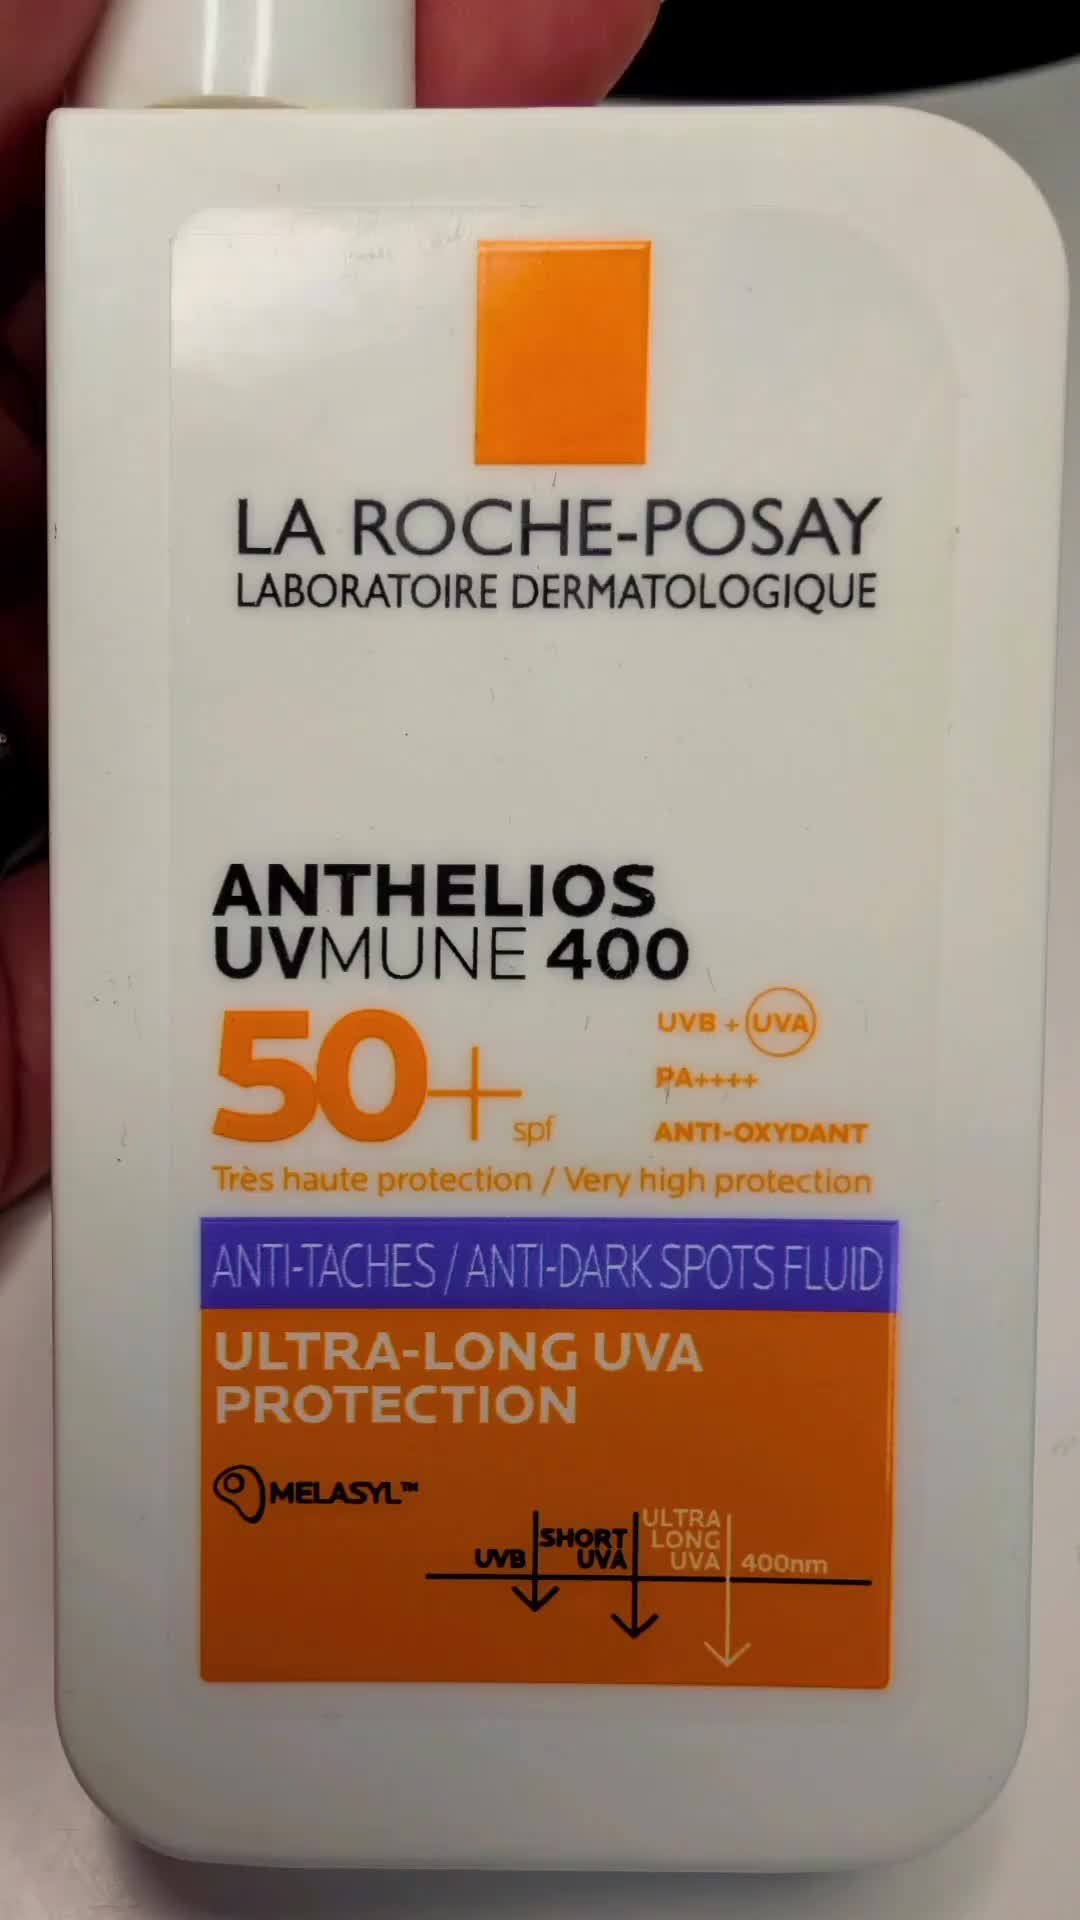 LA ROCHE-POSAY
LABORATOIRE DERMATOLOGIQUE
ANTHELIOS
UVMUNE 400
50+ spf
UVB + UVA
PA++++
ANTI-OXYDANT
Très haute protection / Very high protection
ANTI-TACHES / ANTI-DARK SPOTS FLUID
ULTRA-LONG UVA
PROTECTION
MELASYL™
UVB
SHORT
UVA
ULTRA
LONG
UVA
400nm